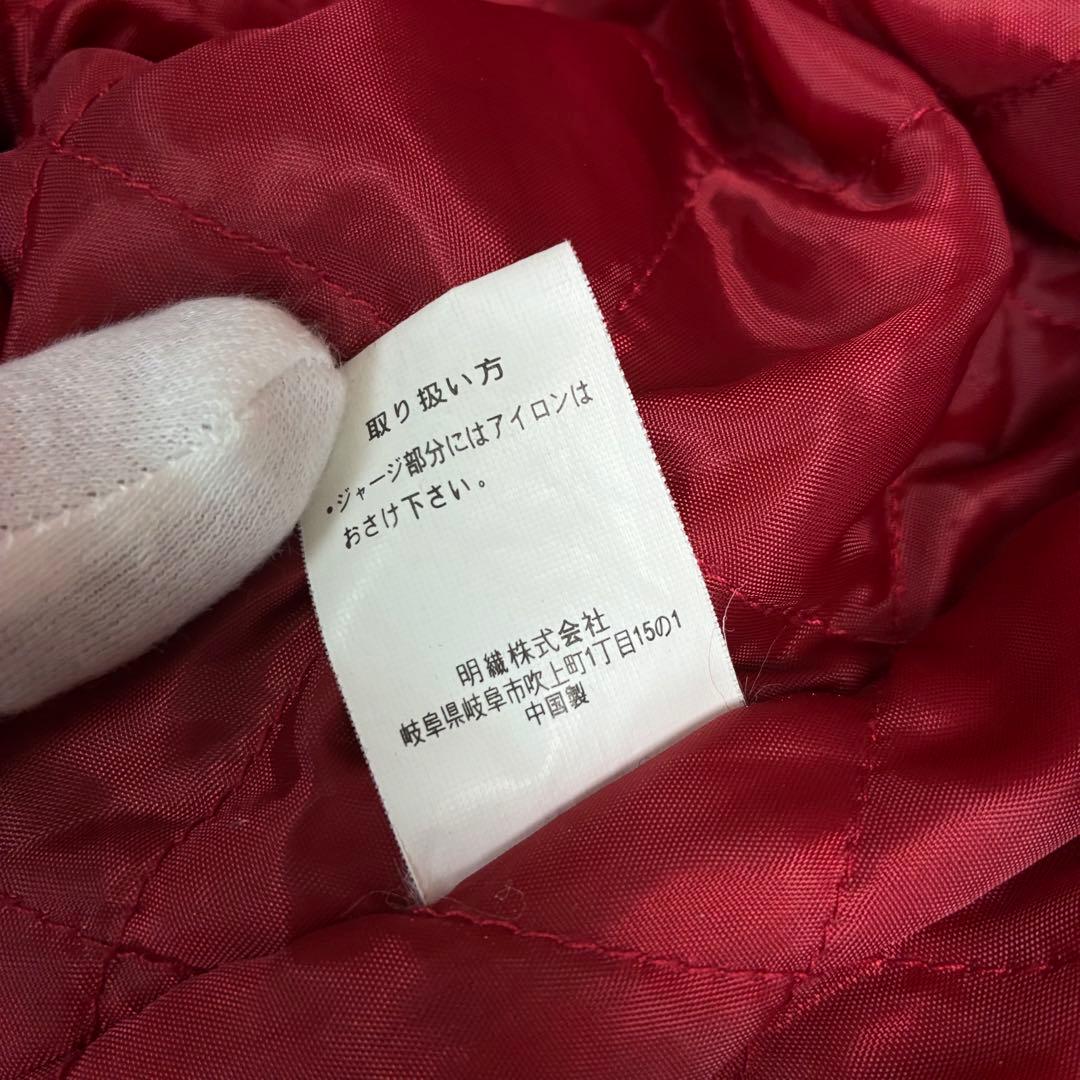 取り扱い方
・ジャージ部分にはアイロンは
おさけ下さい。
明繊株式会社
岐阜県岐阜市吹上町1丁目15の1
中国製